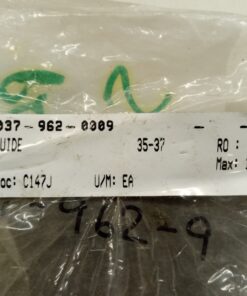 037-962-0009 - -
UIDE 35-37 RO :
Max:
oc: C147J U/M: EA
-962-9